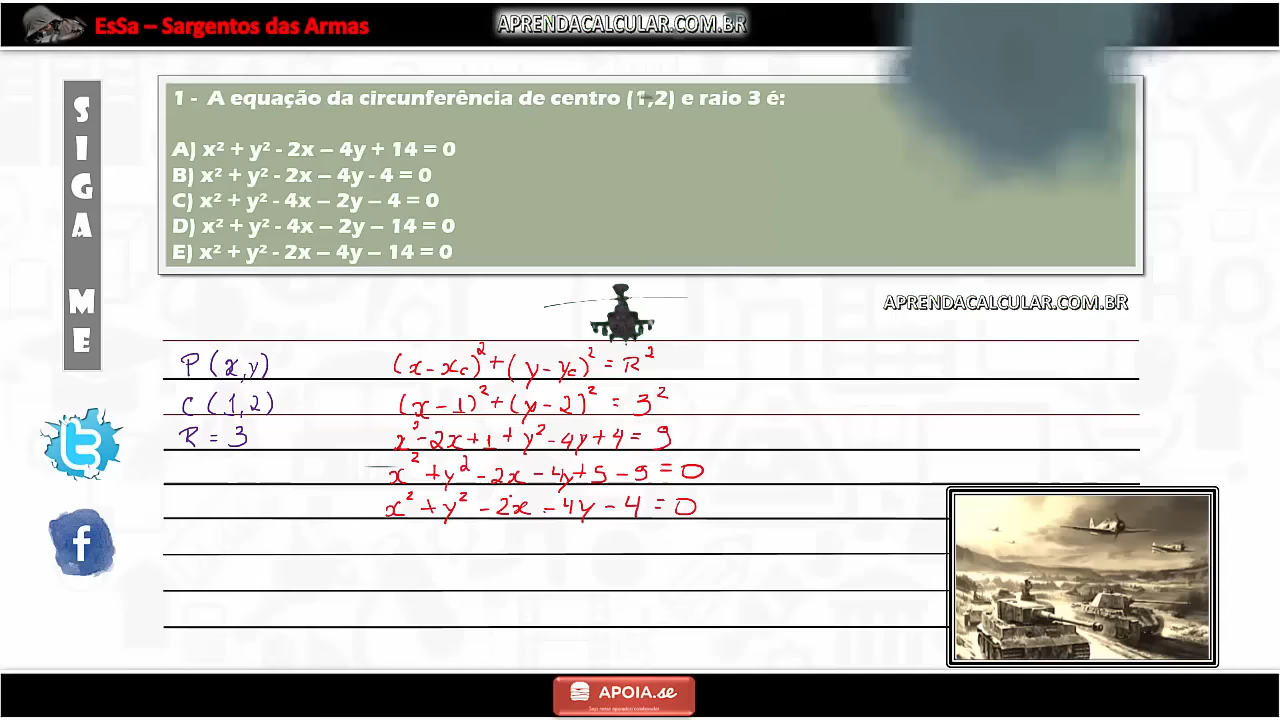 EsSa – Sargentos das Armas
APRENDACALCULAR.COM.BR
SIGA ME
1 - A equação da circunferência de centro (1,2) e raio 3 é:
A) x² + y² - 2x – 4y + 14 = 0
B) x² + y² - 2x – 4y - 4 = 0
C) x² + y² - 4x – 2y – 4 = 0
D) x² + y² - 4x – 2y – 14 = 0
E) x² + y² - 2x – 4y – 14 = 0
APRENDACALCULAR.COM.BR
P (x,y)
C (1,2)
R = 3
(x-xc)² + (y-yc)² = R²
(x-1)² + (y-2)² = 3²
x² - 2x + 1 + y² - 4y + 4 = 9
x² + y² - 2x - 4y + 5 - 9 = 0
x² + y² - 2x - 4y - 4 = 0
f
APOIA.se